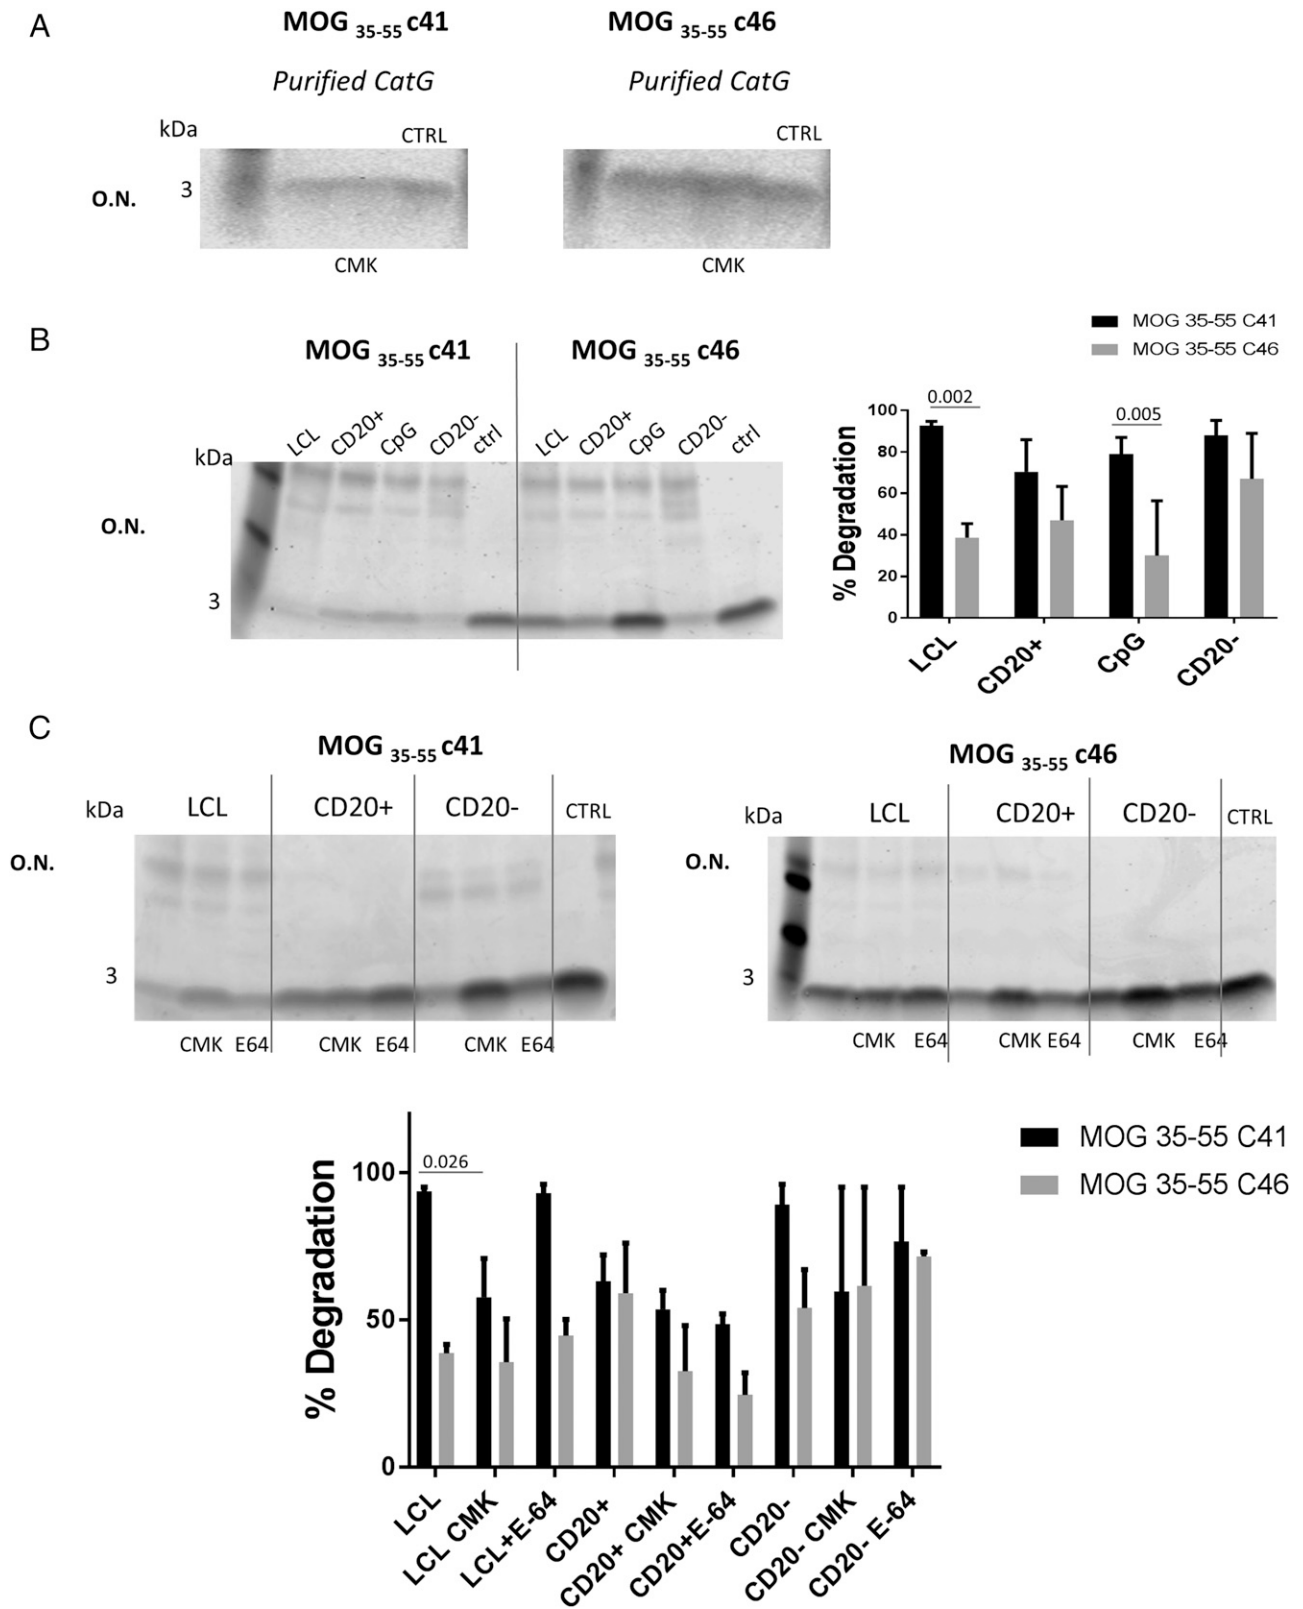 A
MOG 35-55 c41
MOG 35-55 c46
Purified CatG
Purified CatG
kDa
CTRL
CTRL
O.N.
3
CMK
CMK
B
MOG 35-55 c41
MOG 35-55 c46
MOG 35-55 C41
MOG 35-55 C46
kDa
LCL CD20+ CpG CD20- ctrl
LCL CD20+ CpG CD20- ctrl
O.N.
3
% Degradation
100
80
60
40
20
0
0.002
0.005
LCL CD20+ CpG CD20-
C
MOG 35-55 c41
kDa LCL CD20+ CD20- CTRL
O.N.
3
CMK E64 CMK E64 CMK E64
MOG 35-55 c46
kDa LCL CD20+ CD20- CTRL
O.N.
3
CMK E64 CMK E64 CMK E64
MOG 35-55 C41
MOG 35-55 C46
% Degradation
100
50
0
0.026
LCL
LCL CMK
LCL+E-64
CD20+
CD20+ CMK
CD20+E-64
CD20-
CD20- CMK
CD20- E-64